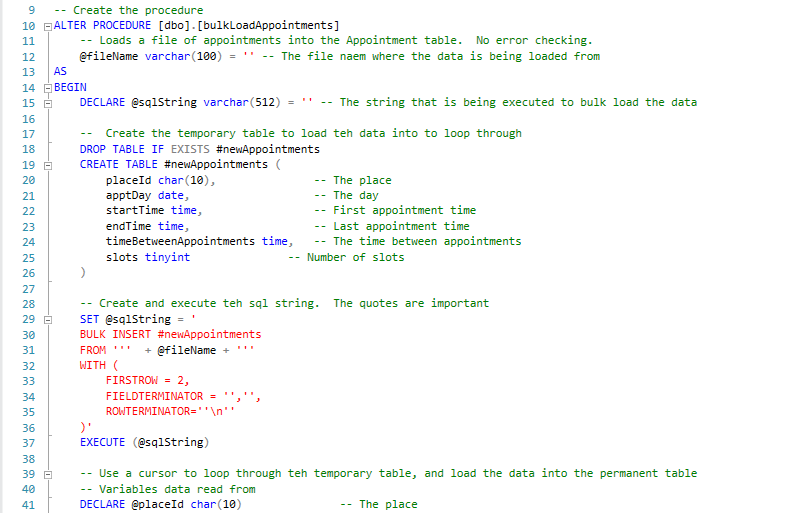 9 -- Create the procedure
10 ALTER PROCEDURE [dbo].[bulkLoadAppointments]
11 -- Loads a file of appointments into the Appointment table.  No error checking.
12 @fileName varchar(100) = '' -- The file naem where the data is being loaded from
13 AS
14 BEGIN
15 DECLARE @sqlString varchar(512) = '' -- The string that is being executed to bulk load the data
16
17 --  Create the temporary table to load teh data into to loop through
18 DROP TABLE IF EXISTS #newAppointments
19 CREATE TABLE #newAppointments (
20 placeId char(10), -- The place
21 apptDay date, -- The day
22 startTime time, -- First appointment time
23 endTime time, -- Last appointment time
24 timeBetweenAppointments time, -- The time between appointments
25 slots tinyint -- Number of slots
26 )
27
28 -- Create and execute teh sql string.  The quotes are important
29 SET @sqlString = '
30 BULK INSERT #newAppointments
31 FROM '''  + @fileName + '''
32 WITH (
33 FIRSTROW = 2,
34 FIELDTERMINATOR = '','',
35 ROWTERMINATOR=''\n''
36 )'
37 EXECUTE (@sqlString)
38
39 -- Use a cursor to loop through teh temporary table, and load the data into the permanent table
40 -- Variables data read from
41 DECLARE @placeId char(10) -- The place